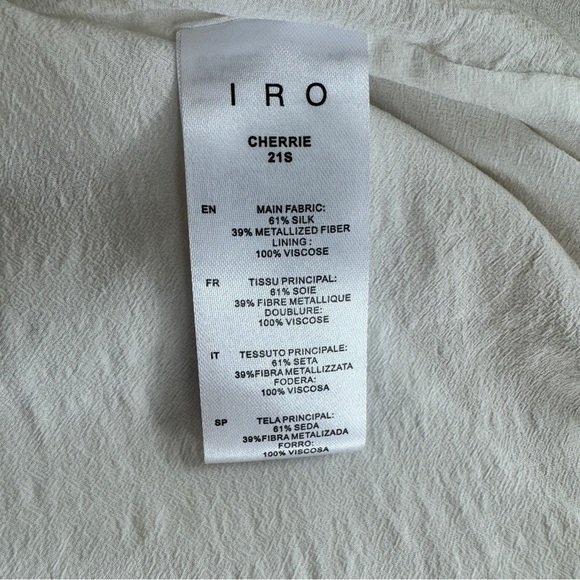 IRO
CHERRIE
21S
EN MAIN FABRIC:
61% SILK
39% METALLIZED FIBER
LINING :
100% VISCOSE
FR TISSU PRINCIPAL:
61% SOIE
39% FIBRE METALLIQUE
DOUBLURE:
100% VISCOSE
IT TESSUTO PRINCIPALE:
61% SETA
39%FIBRA METALLIZZATA
FODERA:
100% VISCOSA
SP TELA PRINCIPAL:
61% SEDA
39%FIBRA METALIZADA
FORRO:
100% VISCOSA